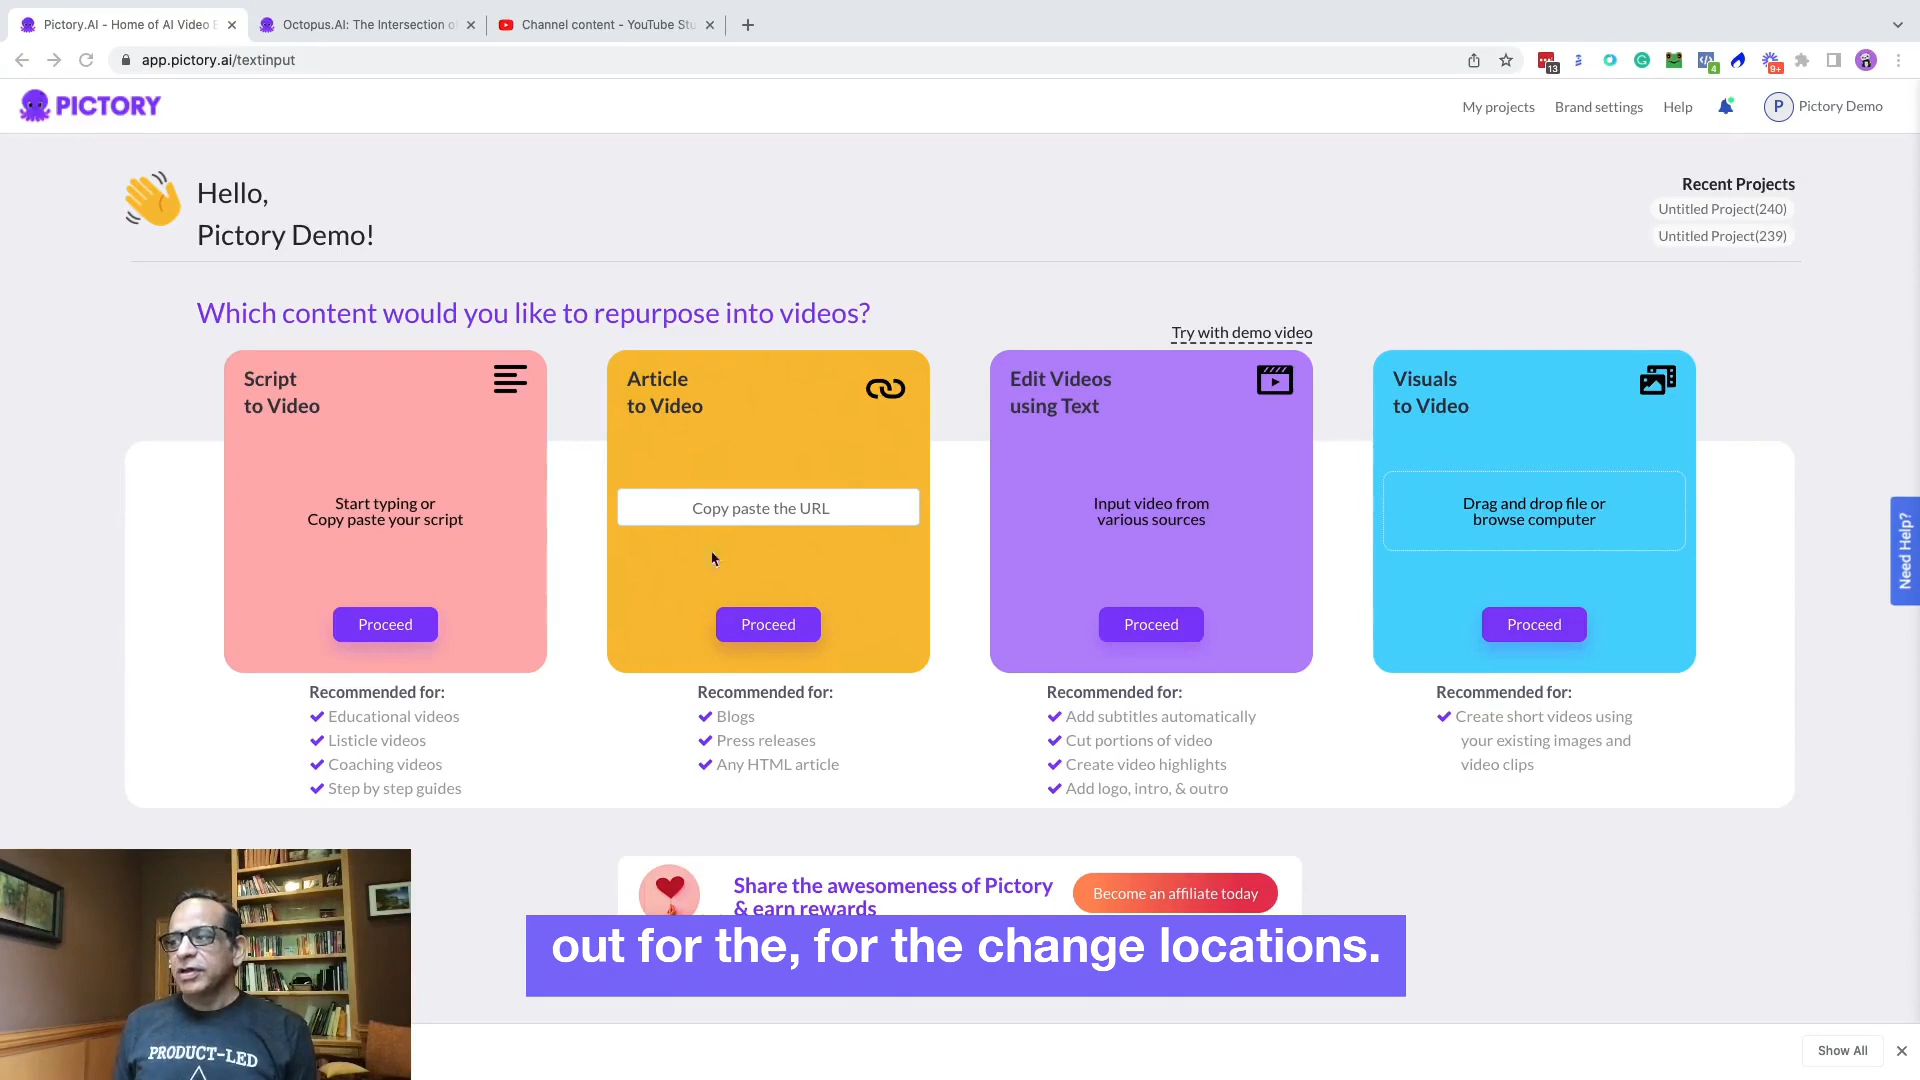 Pictory.AI - Home of AI Video E
Octopus.AI: The Intersection o
Channel content - YouTube Stu
app.pictory.ai/textinput
13
4
9+
PICTORY
My projects
Brand settings
Help
P
Pictory Demo
Hello,
Pictory Demo!
Recent Projects
Untitled Project(240)
Untitled Project(239)
Which content would you like to repurpose into videos?
Try with demo video
Script
to Video
Start typing or
Copy paste your script
Proceed
Article
to Video
Copy paste the URL
Proceed
Edit Videos
using Text
Input video from
various sources
Proceed
Visuals
to Video
Drag and drop file or
browse computer
Proceed
Need Help?
Recommended for:
Educational videos
Listicle videos
Coaching videos
Step by step guides
Recommended for:
Blogs
Press releases
Any HTML article
Recommended for:
Add subtitles automatically
Cut portions of video
Create video highlights
Add logo, intro, & outro
Recommended for:
Create short videos using
your existing images and
video clips
Share the awesomeness of Pictory
& earn rewards
Become an affiliate today
out for the, for the change locations.
PRODUCT-LED
Show All